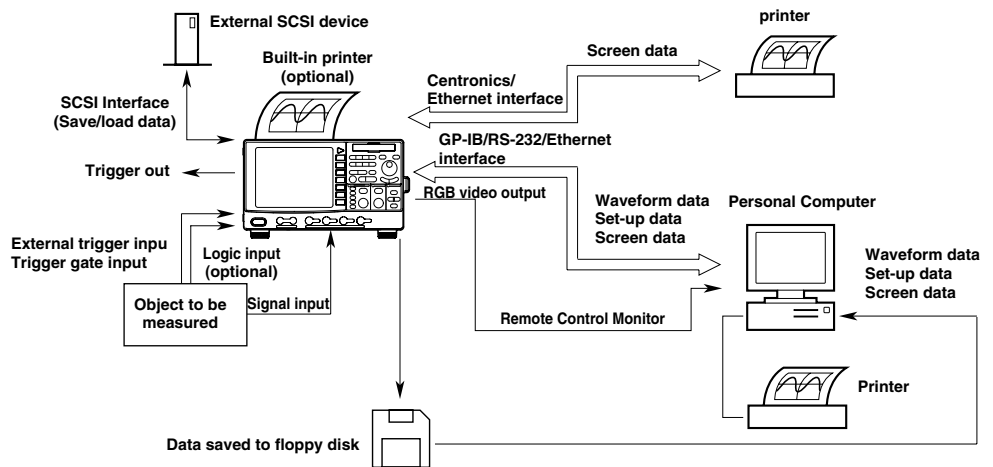 External SCSI device
Built-in printer
(optional)
SCSI Interface
(Save/load data)
Trigger out
External trigger inpu
Trigger gate input
Logic input
(optional)
Object to be
measured
Signal input
Data saved to floppy disk
printer
Screen data
Centronics/
Ethernet interface
GP-IB/RS-232/Ethernet
interface
RGB video output
Waveform data
Set-up data
Screen data
Personal Computer
Waveform data
Set-up data
Screen data
Remote Control Monitor
Printer